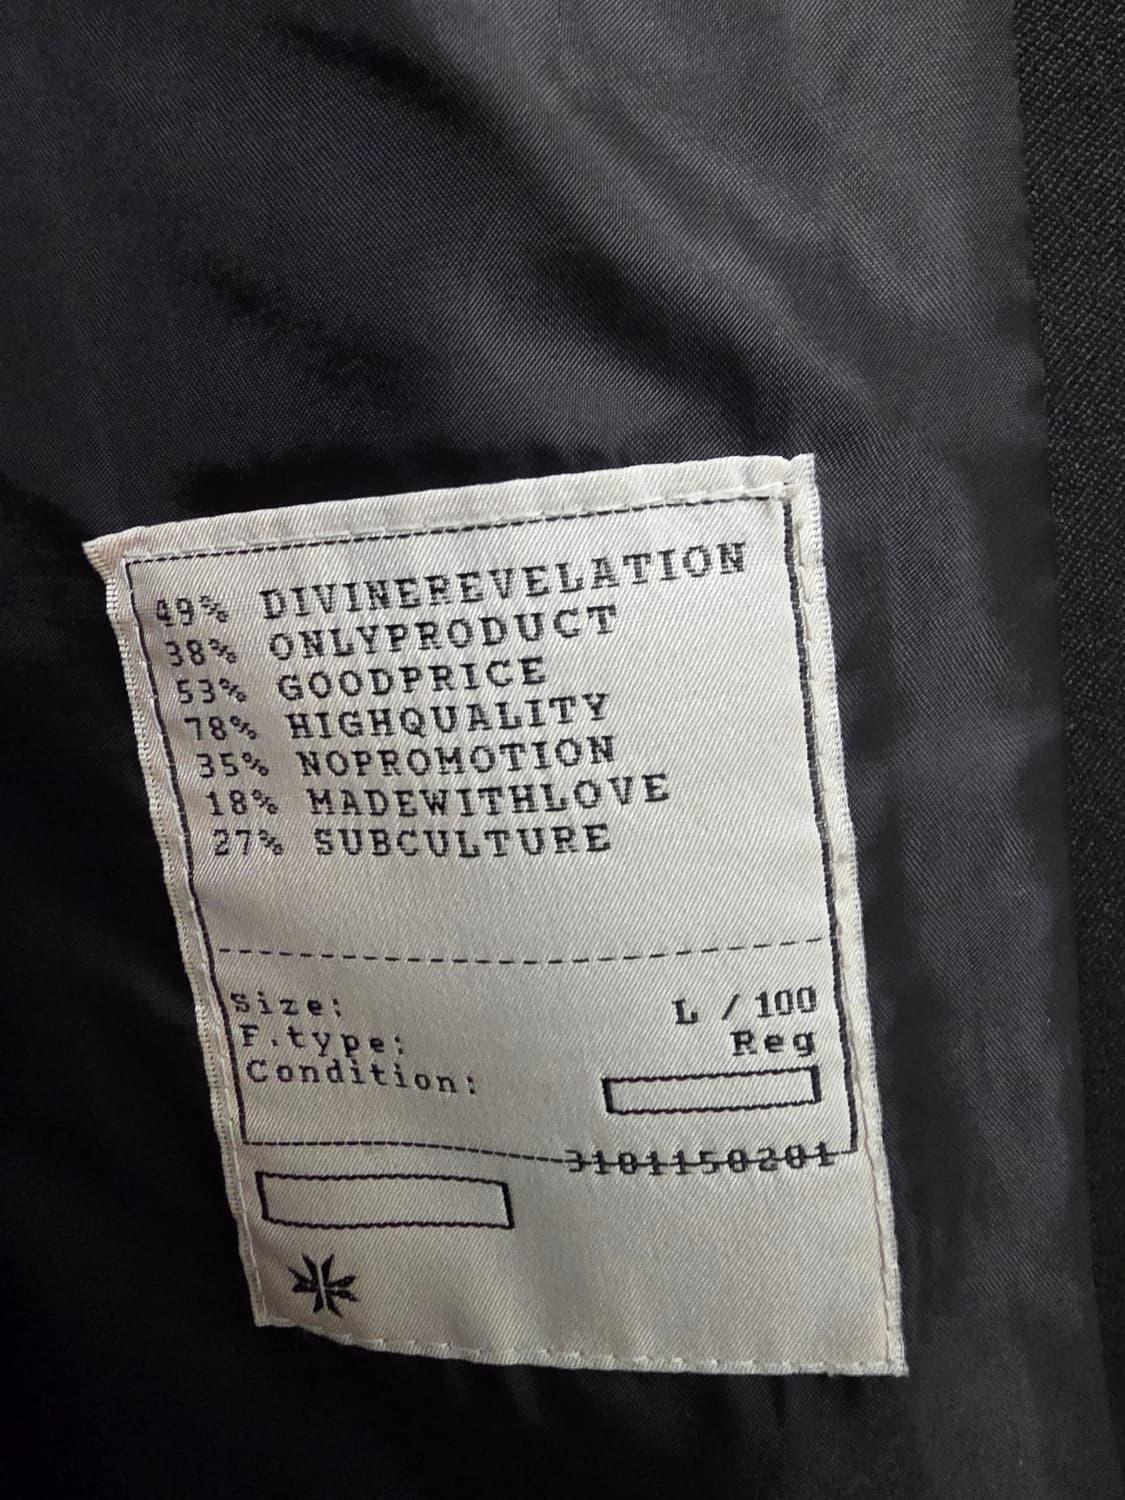 49% DIVINEREVELATION
38% ONLYPRODUCT
53% GOODPRICE
78% HIGHQUALITY
35% NOPROMOTION
18% MADEWITHLOVE
27% SUBCULTURE
Size: L / 100
F.type: Reg
Condition:
3101150201